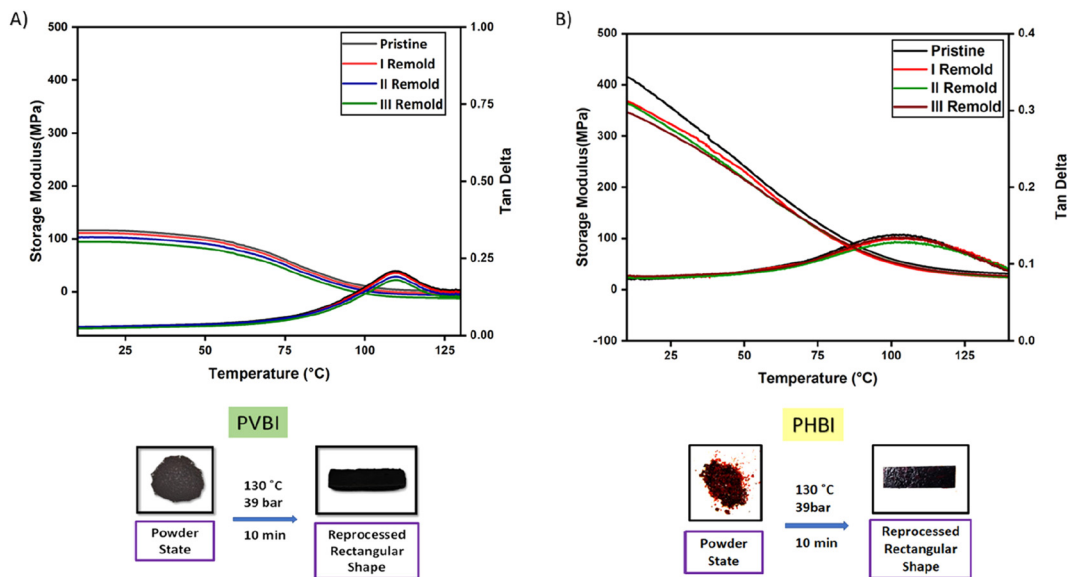 A)
500
400
300
200
100
0
Storage Modulus(MPa)
25
50
75
100
125
Temperature (°C)
1.00
0.75
0.50
0.25
0.00
Tan Delta
Pristine
I Remold
II Remold
III Remold
PVBI
130 ˚C
39 bar
10 min
Powder
State
Reprocessed
Rectangular
Shape
B)
500
400
300
200
100
0
-100
Storage Modulus(MPa)
25
50
75
100
125
Temperature (°C)
0.4
0.3
0.2
0.1
0.0
Tan Delta
Pristine
I Remold
II Remold
III Remold
PHBI
130 ˚C
39bar
10 min
Powder
State
Reprocessed
Rectangular
Shape